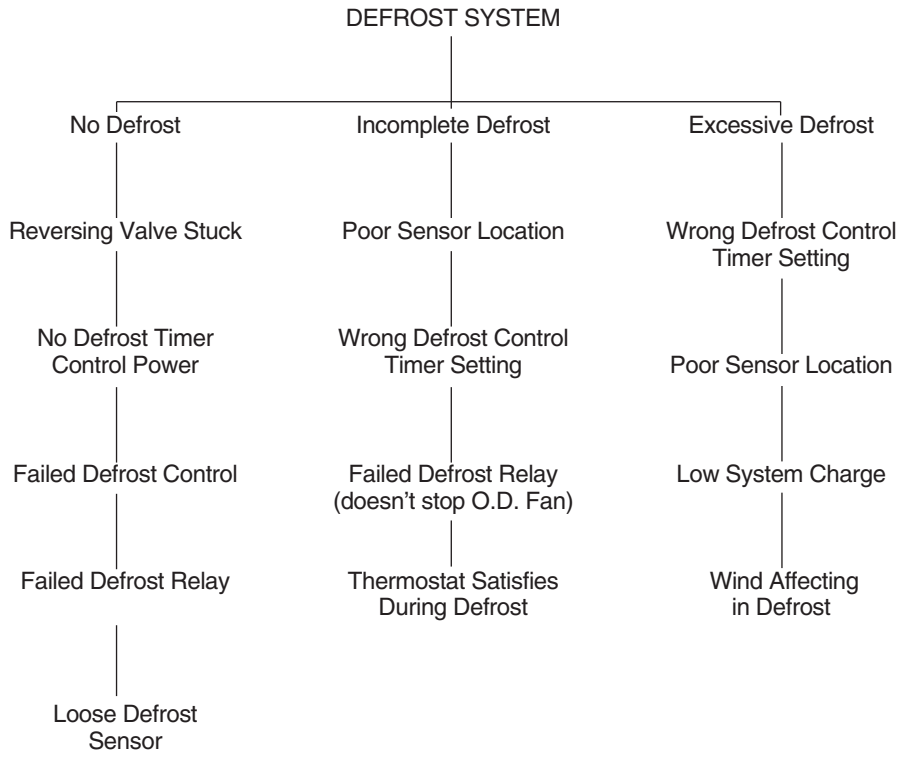 DEFROST SYSTEM
No Defrost
Incomplete Defrost
Excessive Defrost
Reversing Valve Stuck
Poor Sensor Location
Wrong Defrost Control
Timer Setting
No Defrost Timer
Control Power
Wrong Defrost Control
Timer Setting
Poor Sensor Location
Failed Defrost Control
Failed Defrost Relay
(doesn't stop O.D. Fan)
Low System Charge
Failed Defrost Relay
Thermostat Satisfies
During Defrost
Wind Affecting
in Defrost
Loose Defrost
Sensor